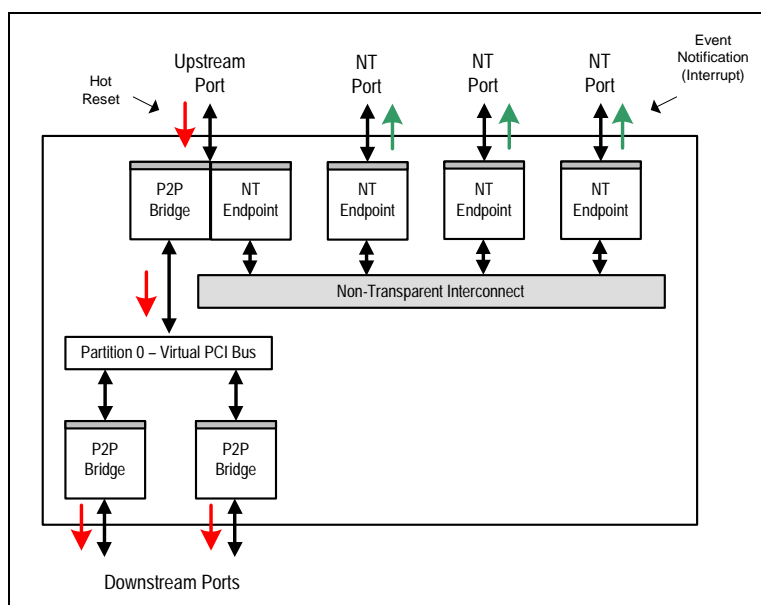 Event
Notification
(Interrupt)
Hot
Reset
Upstream
Port
NT
Port
NT
Port
NT
Port
P2P
Bridge
NT
Endpoint
NT
Endpoint
NT
Endpoint
NT
Endpoint
Non-Transparent Interconnect
Partition 0 – Virtual PCI Bus
P2P
Bridge
P2P
Bridge
Downstream Ports